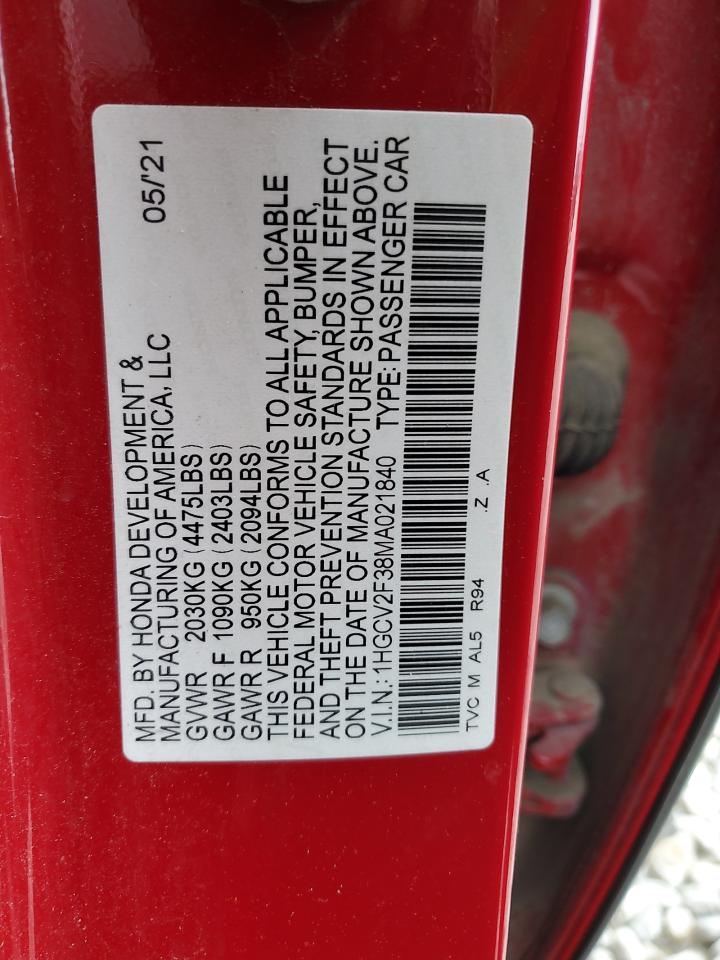 MFD. BY HONDA DEVELOPMENT &
MANUFACTURING OF AMERICA, LLC 05/'21
GVWR 2030KG (4475LBS)
GAWR F 1090KG (2403LBS)
GAWR R 950KG (2094LBS)
THIS VEHICLE CONFORMS TO ALL APPLICABLE
FEDERAL MOTOR VEHICLE SAFETY, BUMPER,
AND THEFT PREVENTION STANDARDS IN EFFECT
ON THE DATE OF MANUFACTURE SHOWN ABOVE.
V.I.N.:1HGCV2F38MA021840 TYPE:PASSENGER CAR
TVC M AL5 R94 .Z .A